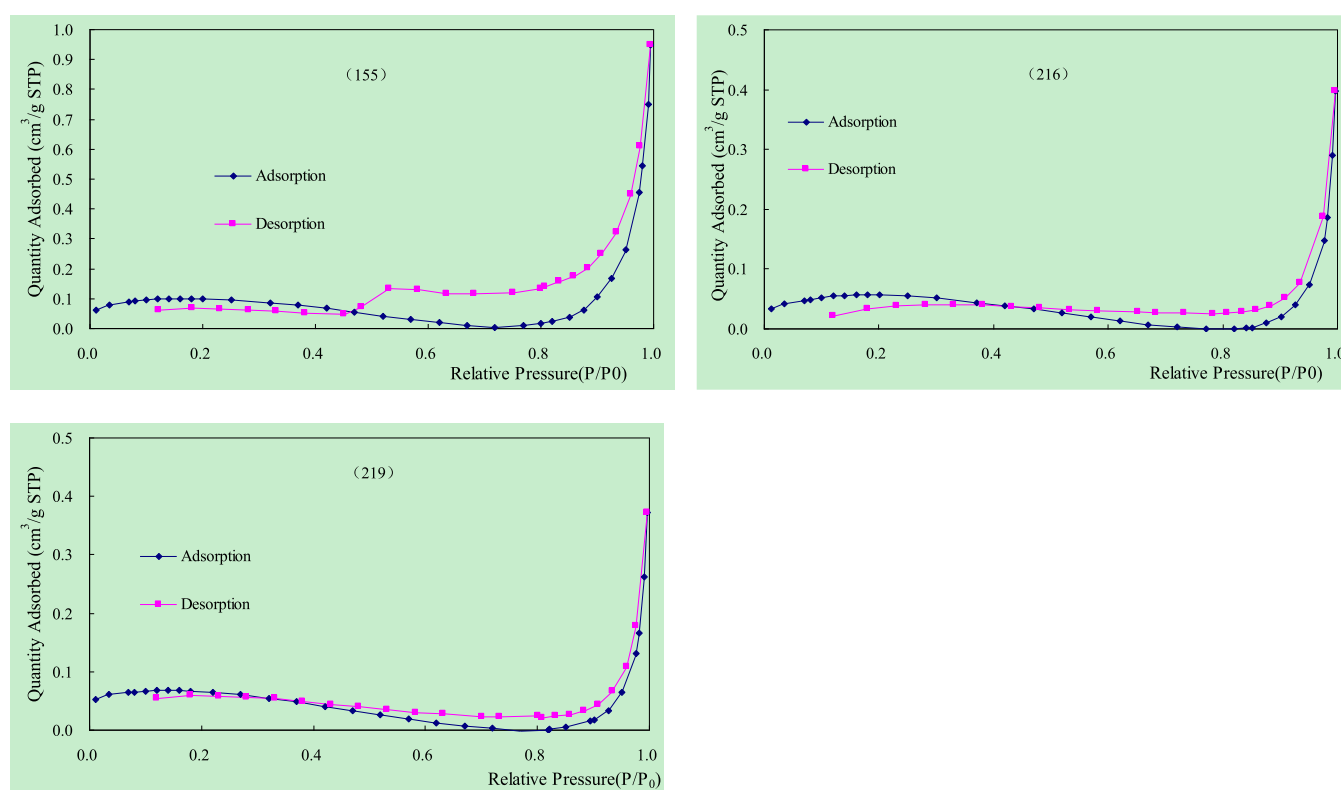 (155)
Quantity Adsorbed (cm3/g STP)
1.0
0.9
0.8
0.7
0.6
0.5
0.4
0.3
0.2
0.1
0.0
Adsorption
Desorption
0.0 0.2 0.4 0.6 0.8 1.0
Relative Pressure(P/P0)
(216)
Quantity Adsorbed (cm3/g STP)
0.5
0.4
0.3
0.2
0.1
0.0
Adsorption
Desorption
0.0 0.2 0.4 0.6 0.8 1.0
Relative Pressure(P/P0)
(219)
Quantity Adsorbed (cm3/g STP)
0.5
0.4
0.3
0.2
0.1
0.0
Adsorption
Desorption
0.0 0.2 0.4 0.6 0.8 1.0
Relative Pressure(P/P0)